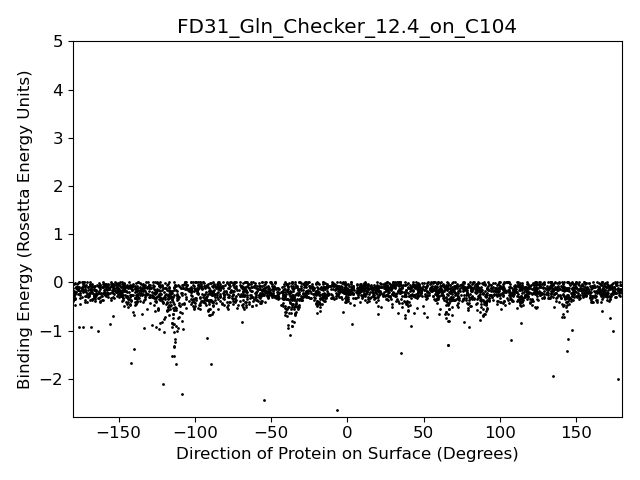 FD31_Gln_Checker_12.4_on_C104
Binding Energy (Rosetta Energy Units)
5
4
3
2
1
0
−1
−2
−150 −100 −50 0 50 100 150
Direction of Protein on Surface (Degrees)